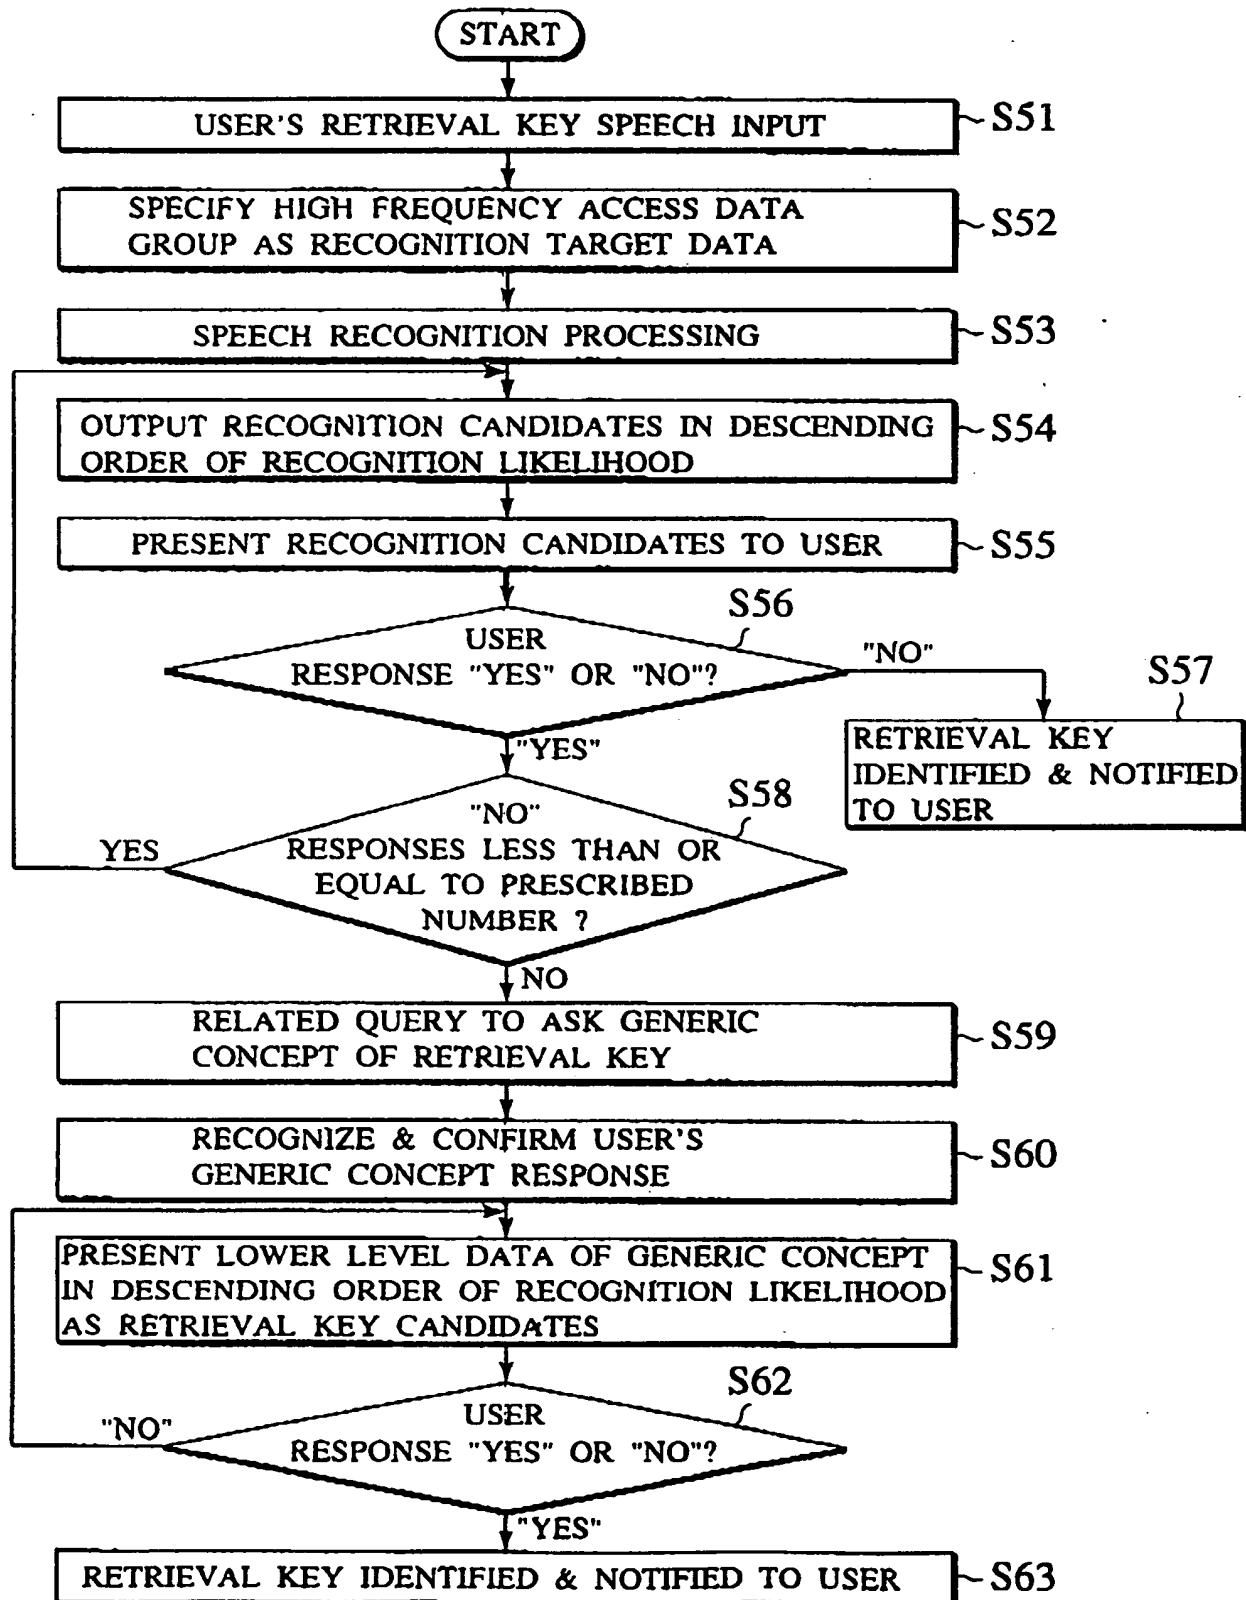 START
USER'S RETRIEVAL KEY SPEECH INPUT
S51
SPECIFY HIGH FREQUENCY ACCESS DATA
GROUP AS RECOGNITION TARGET DATA
S52
SPEECH RECOGNITION PROCESSING
S53
OUTPUT RECOGNITION CANDIDATES IN DESCENDING
ORDER OF RECOGNITION LIKELIHOOD
S54
PRESENT RECOGNITION CANDIDATES TO USER
S55
S56
USER
RESPONSE "YES" OR "NO"?
"NO"
S57
RETRIEVAL KEY
IDENTIFIED & NOTIFIED
TO USER
"YES"
S58
"NO"
RESPONSES LESS THAN OR
EQUAL TO PRESCRIBED
NUMBER ?
YES
NO
RELATED QUERY TO ASK GENERIC
CONCEPT OF RETRIEVAL KEY
S59
RECOGNIZE & CONFIRM USER'S
GENERIC CONCEPT RESPONSE
S60
PRESENT LOWER LEVEL DATA OF GENERIC CONCEPT
IN DESCENDING ORDER OF RECOGNITION LIKELIHOOD
AS RETRIEVAL KEY CANDIDATES
S61
S62
USER
RESPONSE "YES" OR "NO"?
"NO"
"YES"
RETRIEVAL KEY IDENTIFIED & NOTIFIED TO USER
S63